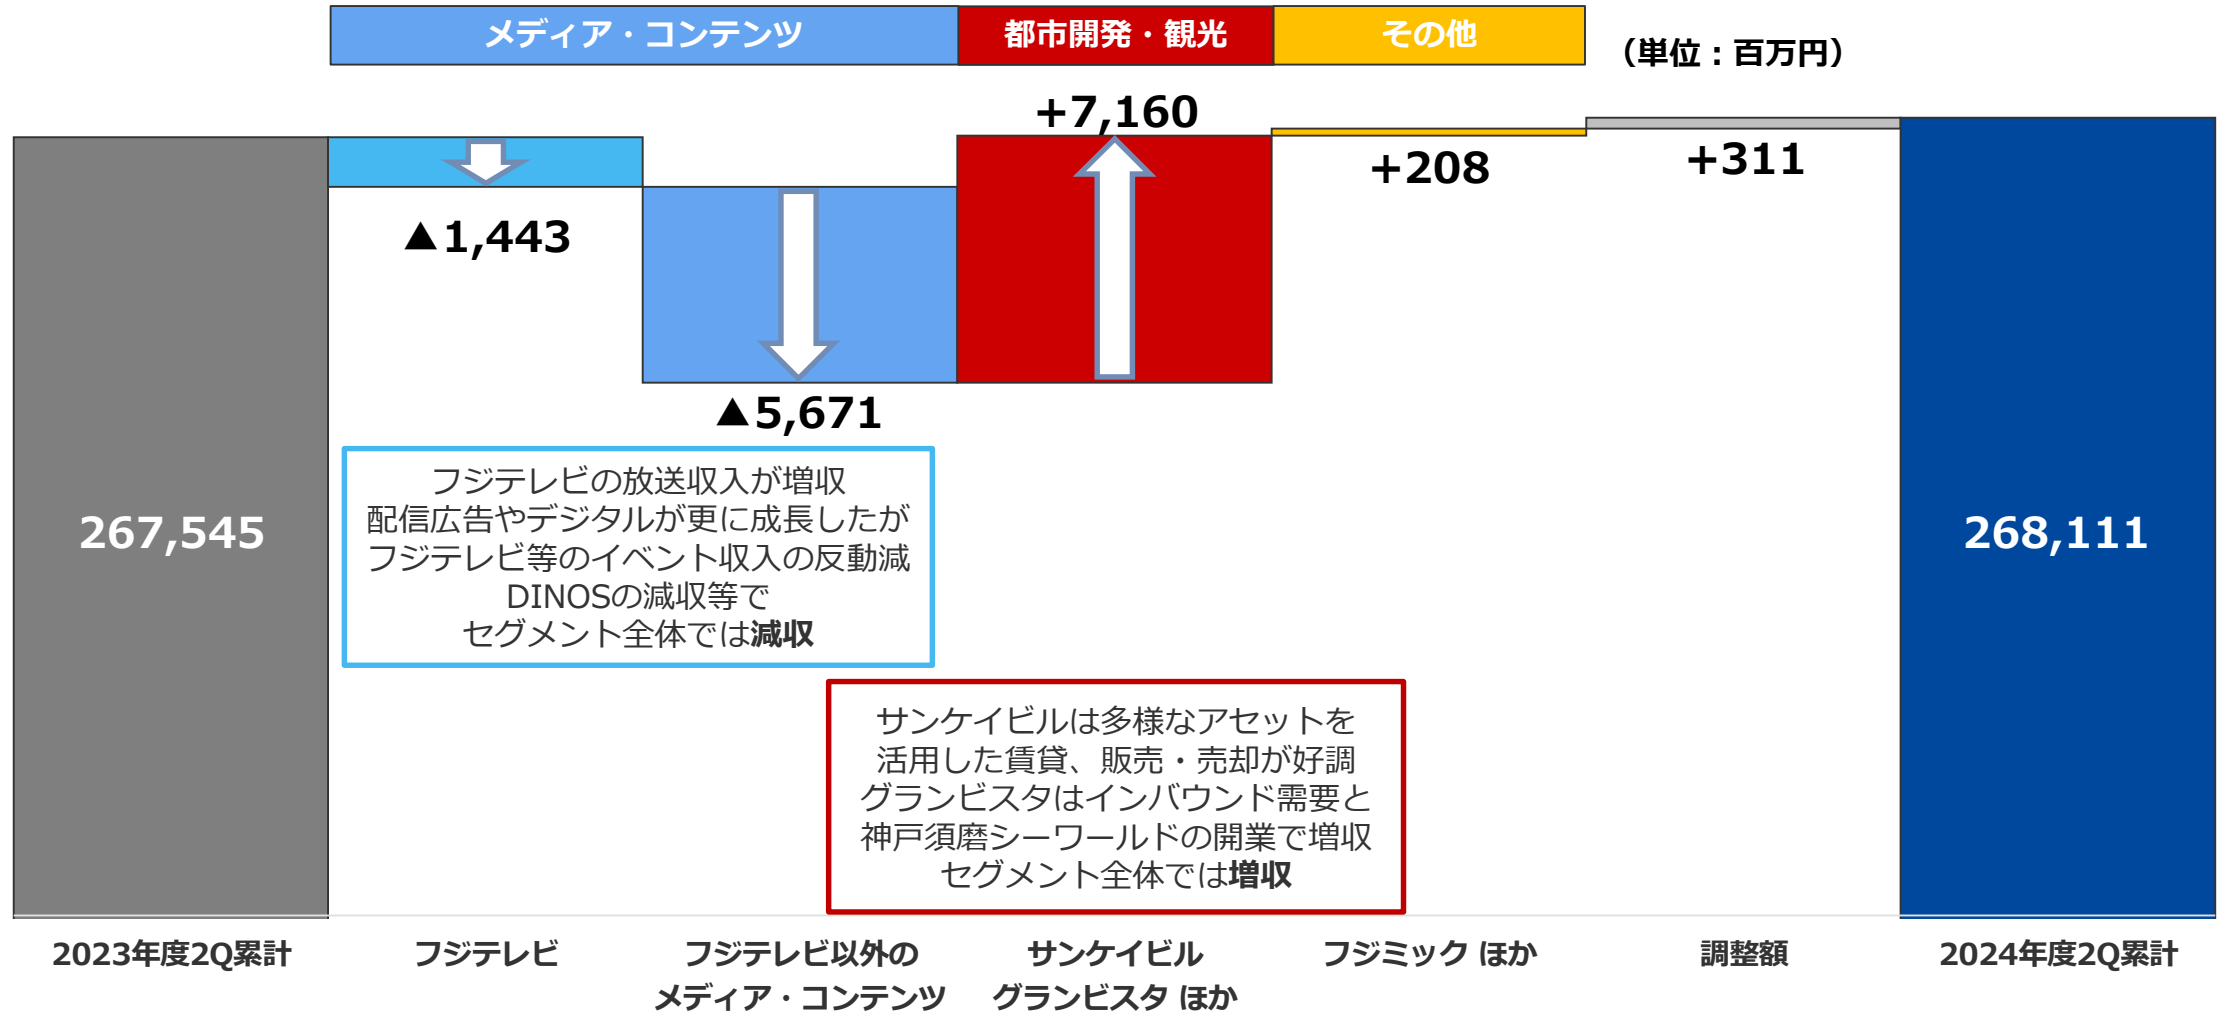 メディア・コンテンツ
都市開発・観光
その他
（単位：百万円）
267,545
▲1,443
▲5,671
+7,160
+208
+311
268,111
フジテレビの放送収入が増収
配信広告やデジタルが更に成長したが
フジテレビ等のイベント収入の反動減
DINOSの減収等で
セグメント全体では減収
サンケイビルは多様なアセットを
活用した賃貸、販売・売却が好調
グランビスタはインバウンド需要と
神戸須磨シーワールドの開業で増収
セグメント全体では増収
2023年度2Q累計
フジテレビ
フジテレビ以外の
メディア・コンテンツ
サンケイビル
グランビスタ ほか
フジミック ほか
調整額
2024年度2Q累計